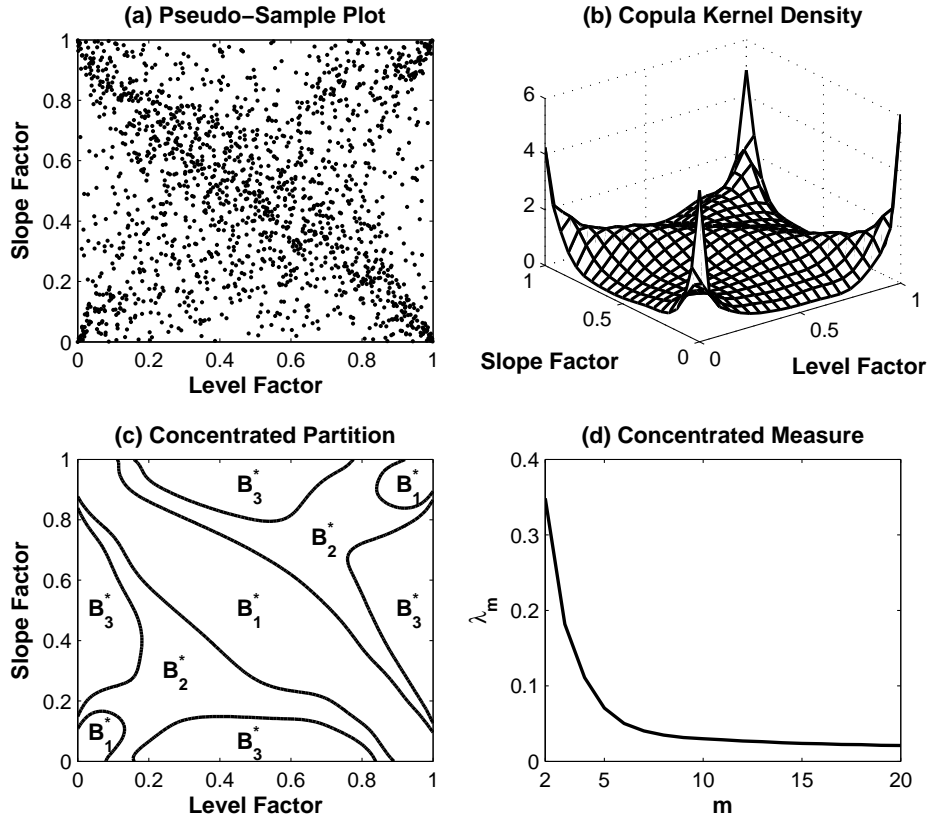 (a) Pseudo−Sample Plot
1
0.8
0.6
0.4
0.2
0
0 0.2 0.4 0.6 0.8 1
Slope Factor
Level Factor
(b) Copula Kernel Density
6
4
2
0
1
0.5
0
0
0.5
1
Slope Factor
Level Factor
(c) Concentrated Partition
1
0.8
0.6
0.4
0.2
0
0 0.2 0.4 0.6 0.8 1
Slope Factor
Level Factor
B*3
B*1
B*2
B*3
B*1
B*3
B*2
B*1
B*3
(d) Concentrated Measure
0.4
0.3
0.2
0.1
0
2 5 10 15 20
λm
m